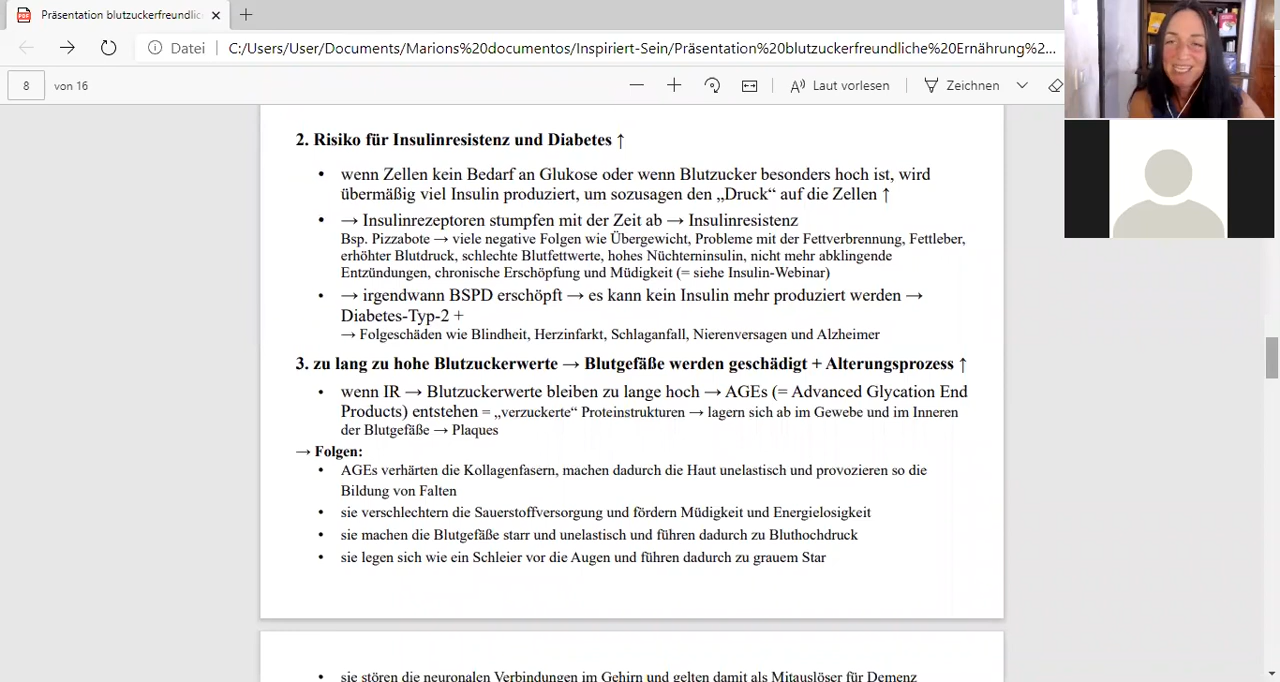 Präsentation blutzuckerfreundlic
Datei
C:/Users/User/Documents/Marions%20documentos/Inspiriert-Sein/Präsentation%20blutzuckerfreundliche%20Ernährung%2...
8 von 16
Laut vorlesen
Zeichnen
2. Risiko für Insulinresistenz und Diabetes ↑
• wenn Zellen kein Bedarf an Glukose oder wenn Blutzucker besonders hoch ist, wird
übermäßig viel Insulin produziert, um sozusagen den „Druck“ auf die Zellen ↑
• → Insulinrezeptoren stumpfen mit der Zeit ab → Insulinresistenz
Bsp. Pizzabote → viele negative Folgen wie Übergewicht, Probleme mit der Fettverbrennung, Fettleber,
erhöhter Blutdruck, schlechte Blutfettwerte, hohes Nüchterninsulin, nicht mehr abklingende
Entzündungen, chronische Erschöpfung und Müdigkeit (= siehe Insulin-Webinar)
• → irgendwann BSPD erschöpft → es kann kein Insulin mehr produziert werden →
Diabetes-Typ-2 +
→ Folgeschäden wie Blindheit, Herzinfarkt, Schlaganfall, Nierenversagen und Alzheimer
3. zu lang zu hohe Blutzuckerwerte → Blutgefäße werden geschädigt + Alterungsprozess ↑
• wenn IR → Blutzuckerwerte bleiben zu lange hoch → AGEs (= Advanced Glycation End
Products) entstehen = „verzuckerte“ Proteinstrukturen → lagern sich ab im Gewebe und im Inneren
der Blutgefäße → Plaques
→ Folgen:
• AGEs verhärten die Kollagenfasern, machen dadurch die Haut unelastisch und provozieren so die
Bildung von Falten
• sie verschlechtern die Sauerstoffversorgung und fördern Müdigkeit und Energielosigkeit
• sie machen die Blutgefäße starr und unelastisch und führen dadurch zu Bluthochdruck
• sie legen sich wie ein Schleier vor die Augen und führen dadurch zu grauem Star
• sie stören die neuronalen Verbindungen im Gehirn und gelten damit als Mitauslöser für Demenz